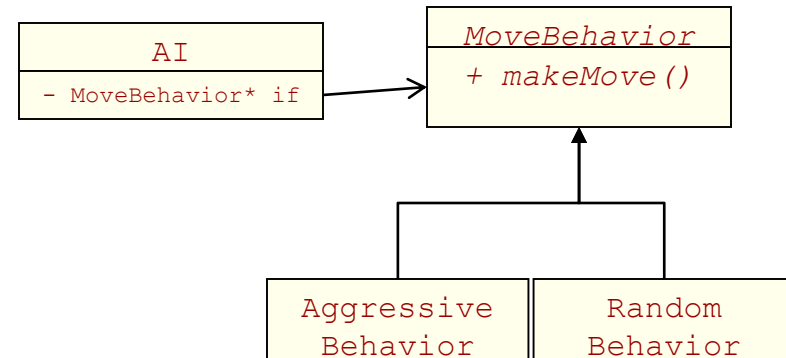 AI
- MoveBehavior* if
MoveBehavior
+ makeMove()
Aggressive
Behavior
Random
Behavior